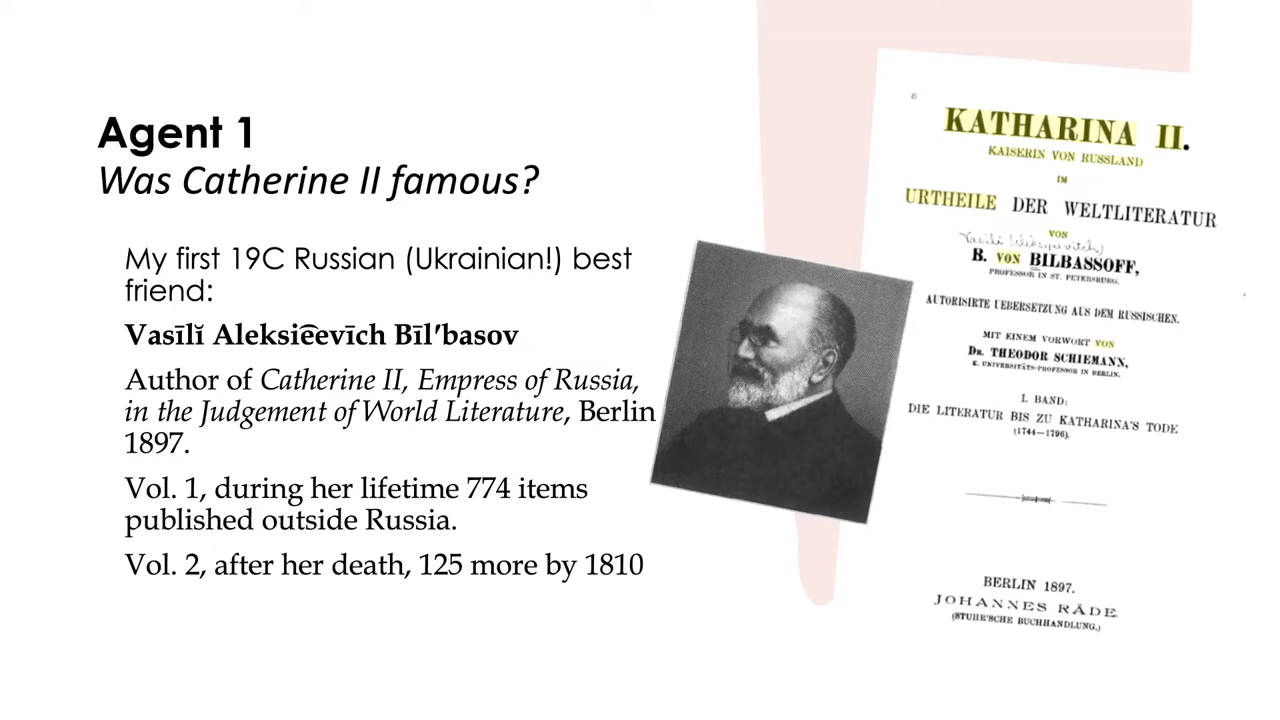 Agent 1
Was Catherine II famous?
My first 19C Russian (Ukrainian!) best
friend:
Vasīlĭ Aleksi͡eevīch Bīl′basov
Author of Catherine II, Empress of Russia,
in the Judgement of World Literature, Berlin
1897.
Vol. 1, during her lifetime 774 items
published outside Russia.
Vol. 2, after her death, 125 more by 1810
KATHARINA II.
KAISERIN VON RUSSLAND
IM
URTHEILE DER WELTLITERATUR
VON
B. VON BILBASSOFF,
PROFESSOR IN ST. PETERSBURG.
AUTORISIRTE UEBERSETZUNG AUS DEM RUSSISCHEN.
MIT EINEM VORWORT VON
DR. THEODOR SCHIEMANN,
K. UNIVERSITÄTS-PROFESSOR IN BERLIN.
I. BAND:
DIE LITERATUR BIS ZU KATHARINA'S TODE
(1744—1796).
BERLIN 1897.
JOHANNES RÄDE
(STUHR'SCHE BUCHHANDLUNG.)